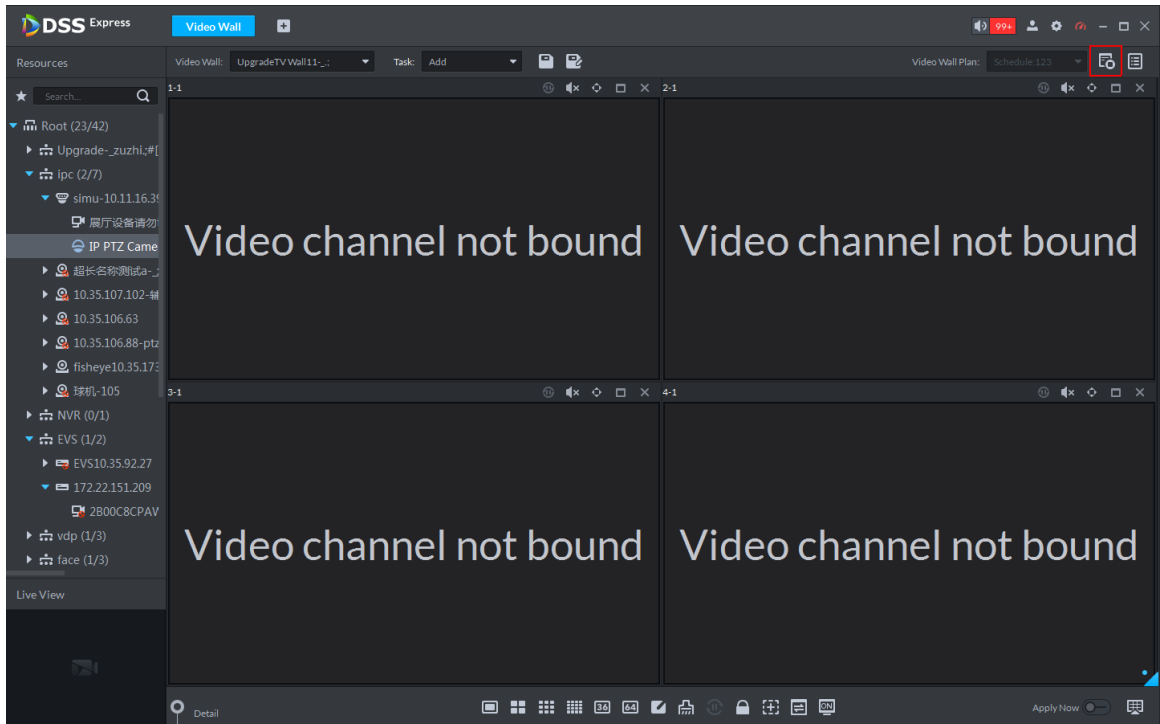 DSS Express
Video Wall
99+
Resources
Video Wall: UpgradeTV Wall11-_.; Task: Add Video Wall Plan: Schedule:123
Search...
1-1
2-1
Root (23/42)
Upgrade-_zuzhi.;#[
ipc (2/7)
simu-10.11.16.39
展厅设备请勿
IP PTZ Came
超长名称测试a-_;
10.35.107.102-辅
10.35.106.63
10.35.106.88-ptz
fisheye10.35.173
球机-105
NVR (0/1)
EVS (1/2)
EVS10.35.92.27
172.22.151.209
2B00C8CPAV
vdp (1/3)
face (1/3)
Video channel not bound
Video channel not bound
3-1
4-1
Video channel not bound
Video channel not bound
Live View
Detail
36
64
ON
Apply Now